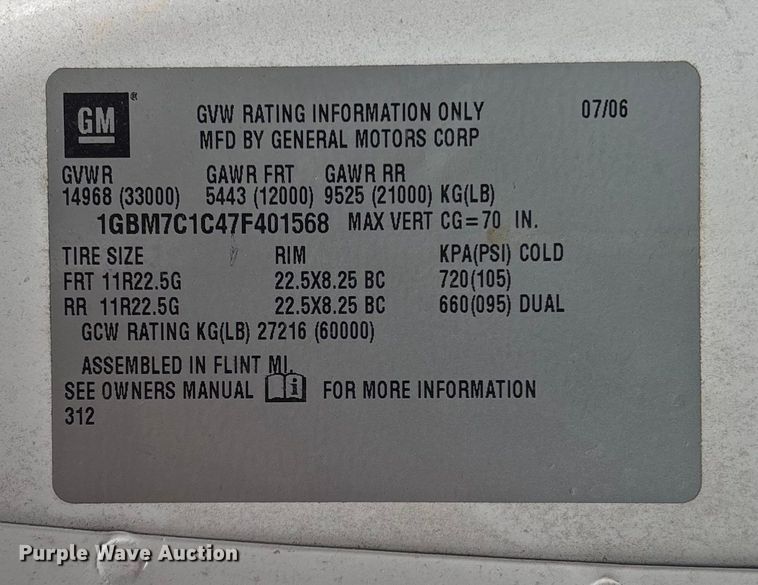 GM®
GVW RATING INFORMATION ONLY 07/06
MFD BY GENERAL MOTORS CORP
GVWR GAWR FRT GAWR RR
14968 (33000) 5443 (12000) 9525 (21000) KG(LB)
1GBM7C1C47F401568 MAX VERT CG=70 IN.
TIRE SIZE RIM KPA(PSI) COLD
FRT 11R22.5G 22.5X8.25 BC 720(105)
RR 11R22.5G 22.5X8.25 BC 660(095) DUAL
GCW RATING KG(LB) 27216 (60000)
ASSEMBLED IN FLINT MI.
SEE OWNERS MANUAL i FOR MORE INFORMATION
312
Purple Wave Auction